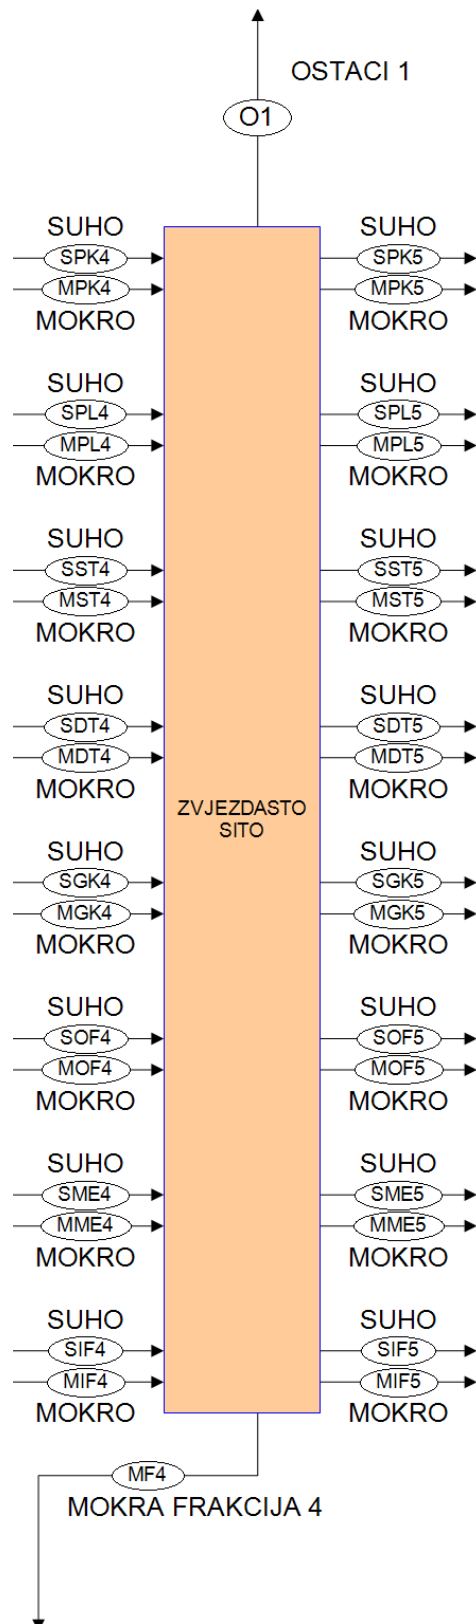 OSTACI 1
O1
SUHO SUHO
SPK4 SPK5
MPK4 MPK5
MOKRO MOKRO
SUHO SUHO
SPL4 SPL5
MPL4 MPL5
MOKRO MOKRO
SUHO SUHO
SST4 SST5
MST4 MST5
MOKRO MOKRO
SUHO SUHO
SDT4 SDT5
MDT4 MDT5
MOKRO MOKRO
ZVJEZDASTO
SITO
SUHO SUHO
SGK4 SGK5
MGK4 MGK5
MOKRO MOKRO
SUHO SUHO
SOF4 SOF5
MOF4 MOF5
MOKRO MOKRO
SUHO SUHO
SME4 SME5
MME4 MME5
MOKRO MOKRO
SUHO SUHO
SIF4 SIF5
MIF4 MIF5
MOKRO MOKRO
MF4
MOKRA FRAKCIJA 4